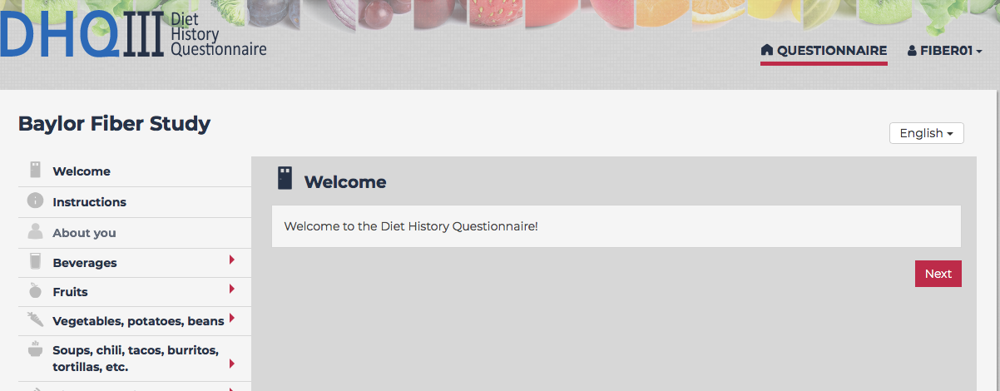 DHQIII Diet
History
Questionnaire
QUESTIONNAIRE FIBER01
Baylor Fiber Study
English
Welcome
Instructions
About you
Beverages
Fruits
Vegetables, potatoes, beans
Soups, chili, tacos, burritos,
tortillas, etc.
Welcome
Welcome to the Diet History Questionnaire!
Next